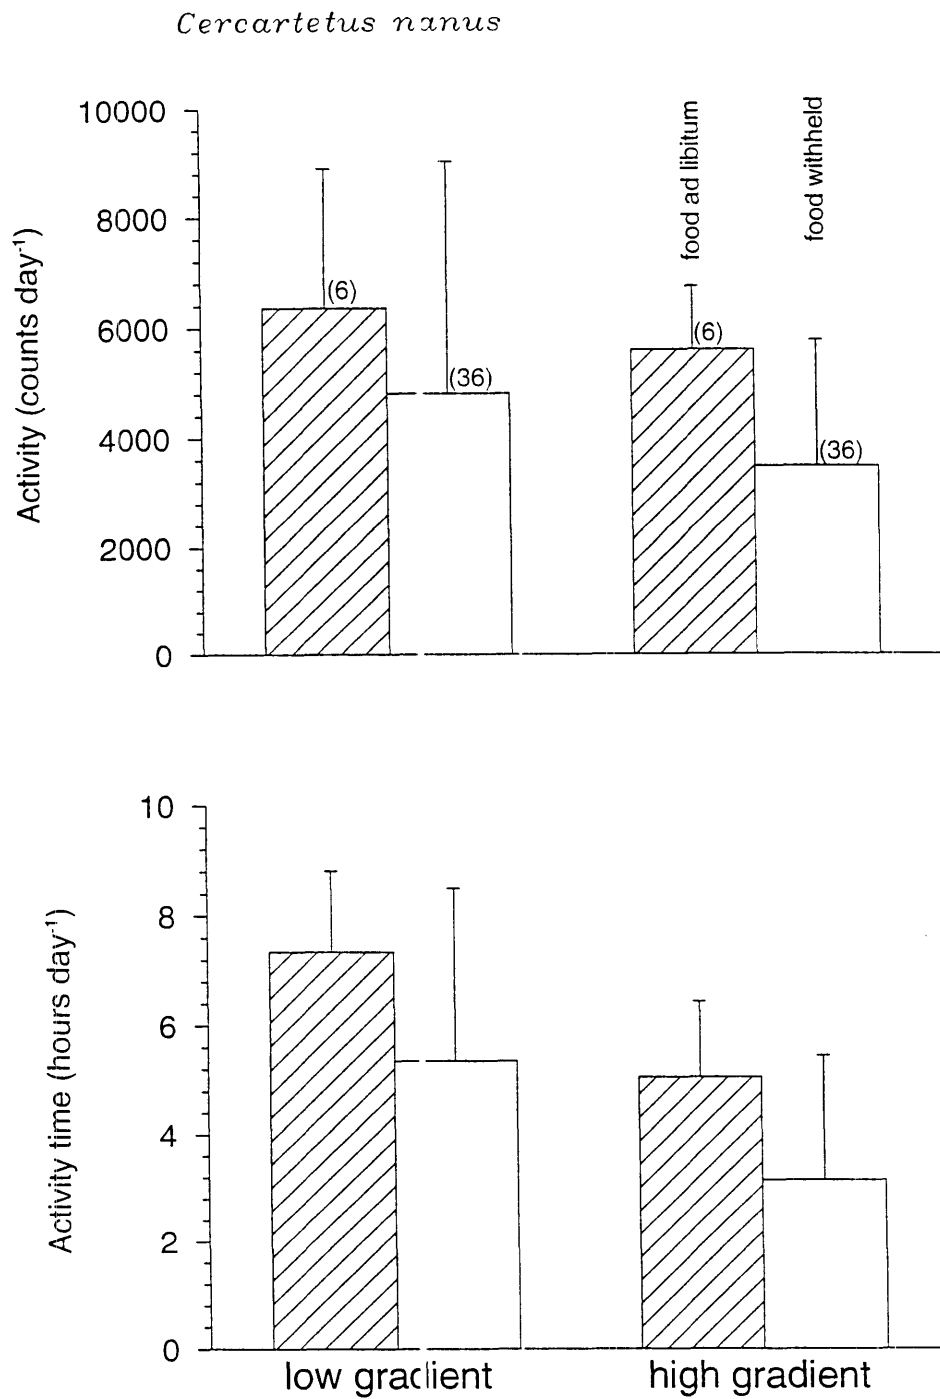 Cercartetus nanus
Activity (counts day-1)
10000
8000
6000
4000
2000
0
(6)
(36)
food ad libitum
(6)
food withheld
(36)
Activity time (hours day-1)
10
8
6
4
2
0
low gradient
high gradient